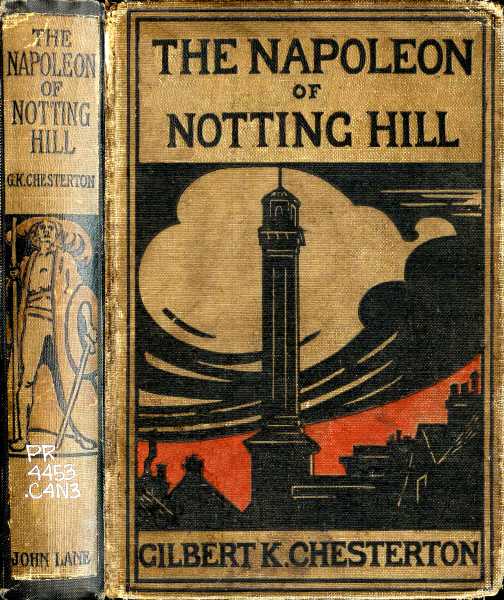 THE
NAPOLEON
OF
NOTTING
HILL
G.K. CHESTERTON
PR
4453
.C4N3
JOHN LANE
THE NAPOLEON
OF
NOTTING HILL
GILBERT K. CHESTERTON